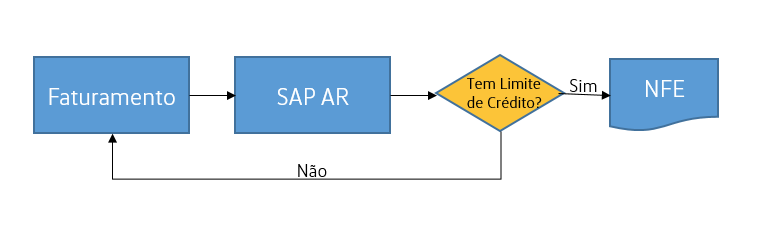 Faturamento
SAP AR
Tem Limite
de Crédito?
Sim
NFE
Não